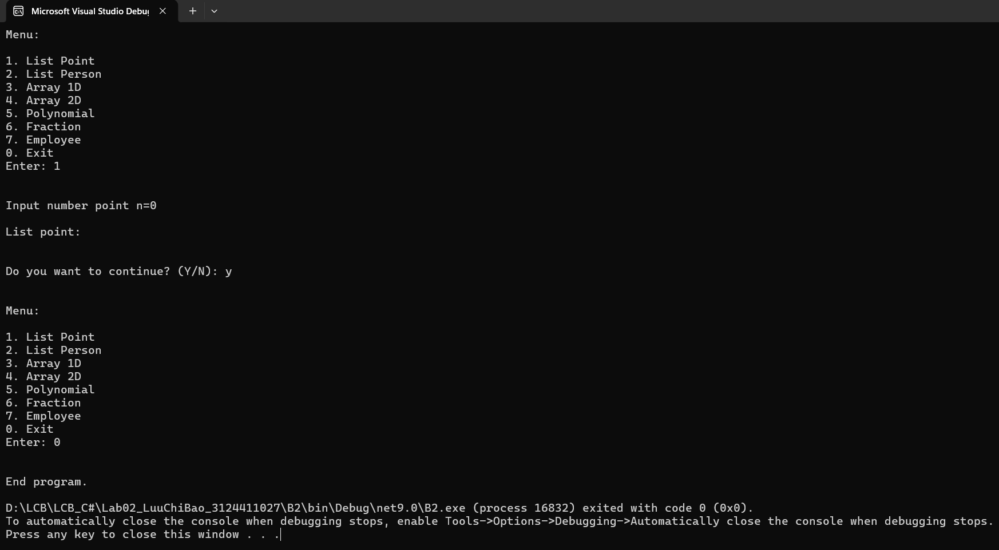 Microsoft Visual Studio Debug
Menu:
1. List Point
2. List Person
3. Array 1D
4. Array 2D
5. Polynomial
6. Fraction
7. Employee
0. Exit
Enter: 1
Input number point n=0
List point:
Do you want to continue? (Y/N): y
Menu:
1. List Point
2. List Person
3. Array 1D
4. Array 2D
5. Polynomial
6. Fraction
7. Employee
0. Exit
Enter: 0
End program.
D:\LCB\LCB_C#\Lab02_LuuChiBao_3124411027\B2\bin\Debug\net9.0\B2.exe (process 16832) exited with code 0 (0x0).
To automatically close the console when debugging stops, enable Tools->Options->Debugging->Automatically close the console when debugging stops.
Press any key to close this window . . .